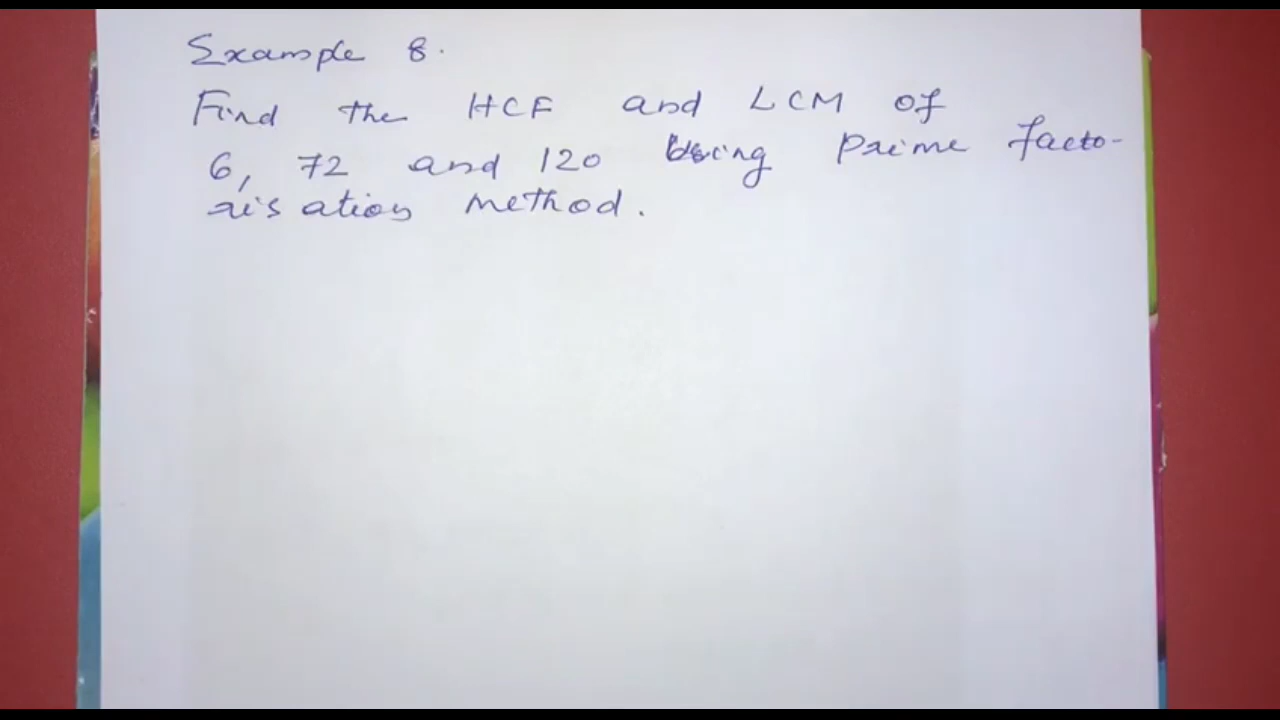 Example 8.
Find the HCF and LCM of
6, 72 and 120 using prime facto-
risation method.